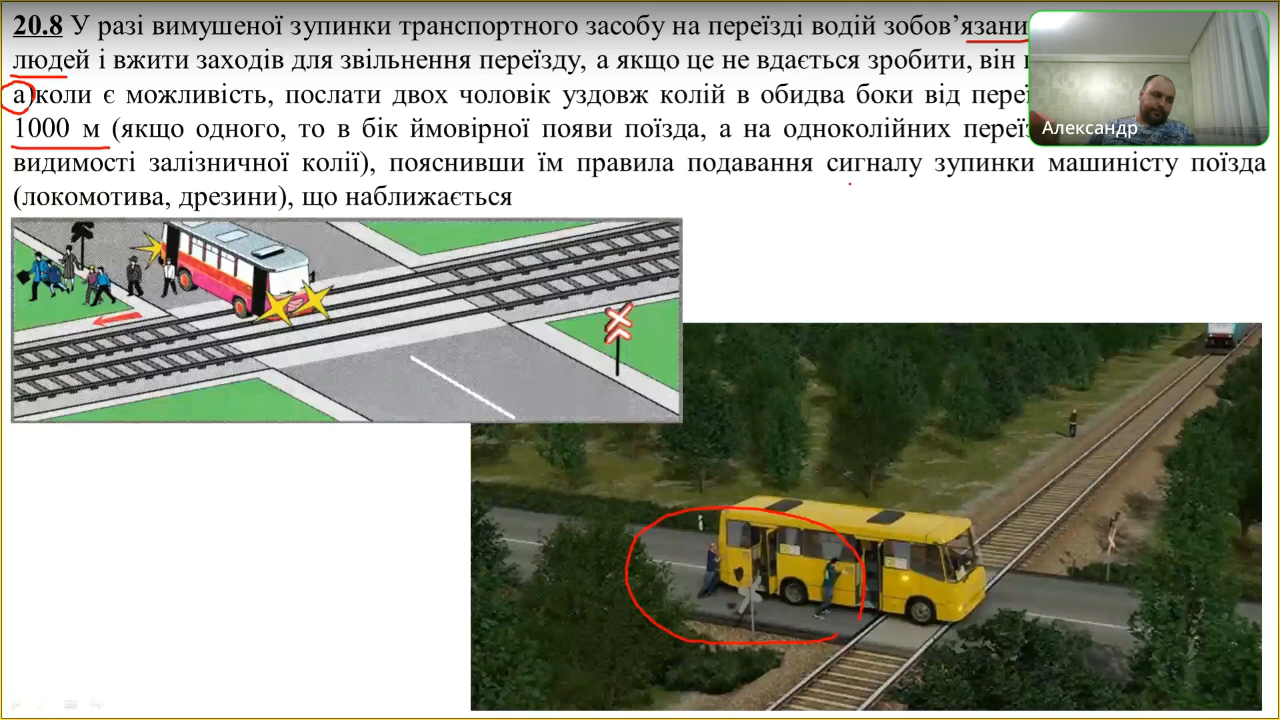 20.8 У разі вимушеної зупинки транспортного засобу на переїзді водій зобов’язани
людей і вжити заходів для звільнення переїзду, а якщо це не вдається зробити, він
а)коли є можливість, послати двох чоловік уздовж колій в обидва боки від
1000 м (якщо одного, то в бік ймовірної появи поїзда, а на одноколійних
видимості залізничної колії), пояснивши їм правила подавання сигналу зупинки машиністу поїзда
(локомотива, дрезини), що наближається
Александр